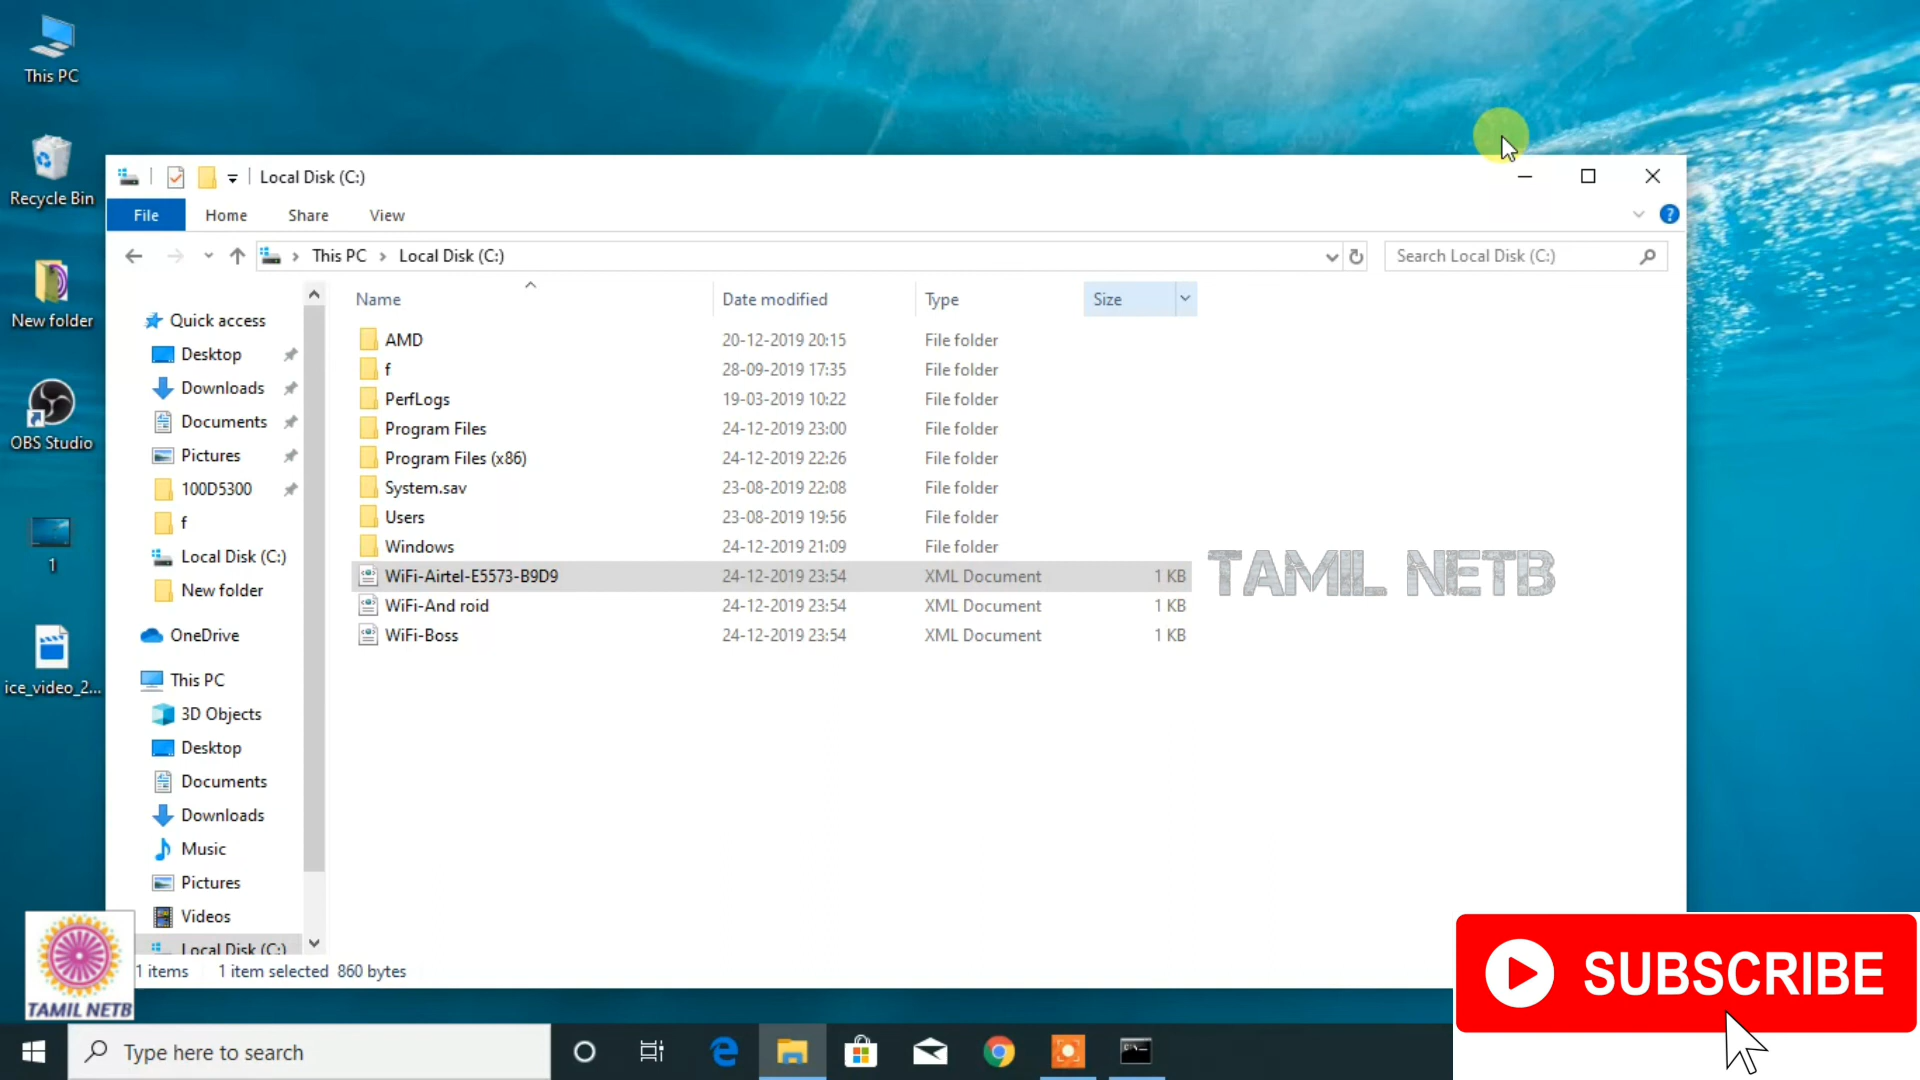 This PC
Recycle Bin
New folder
OBS Studio
1
ice_video_2...
Local Disk (C:)
File Home Share View
This PC > Local Disk (C:)
Search Local Disk (C:)
Quick access
Desktop
Downloads
Documents
Pictures
100D5300
f
Local Disk (C:)
New folder
OneDrive
This PC
3D Objects
Desktop
Documents
Downloads
Music
Pictures
Videos
Local Disk (C:)
Name Date modified Type Size
AMD 20-12-2019 20:15 File folder
f 28-09-2019 17:35 File folder
PerfLogs 19-03-2019 10:22 File folder
Program Files 24-12-2019 23:00 File folder
Program Files (x86) 24-12-2019 22:26 File folder
System.sav 23-08-2019 22:08 File folder
Users 23-08-2019 19:56 File folder
Windows 24-12-2019 21:09 File folder
WiFi-Airtel-E5573-B9D9 24-12-2019 23:54 XML Document 1 KB
WiFi-And roid 24-12-2019 23:54 XML Document 1 KB
WiFi-Boss 24-12-2019 23:54 XML Document 1 KB
TAMIL NETB
1 items 1 item selected 860 bytes
TAMIL NETB
SUBSCRIBE
Type here to search